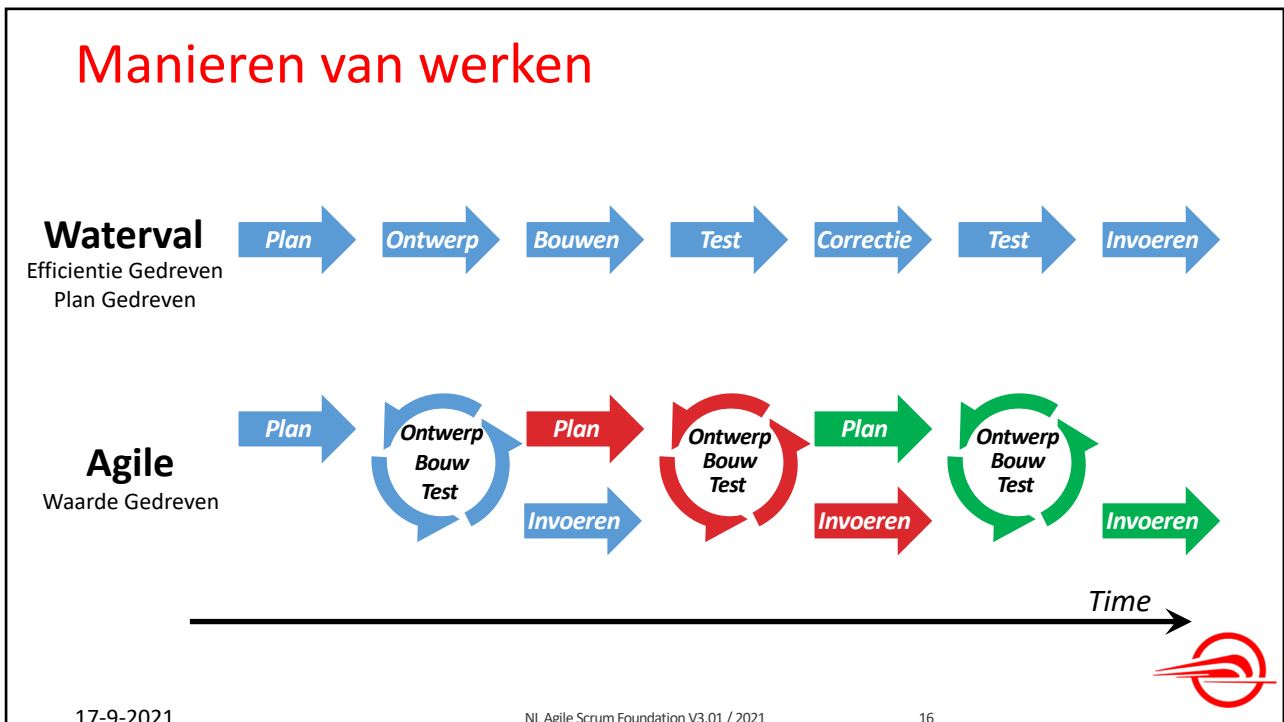 Manieren van werken
Waterval
Efficientie Gedreven
Plan Gedreven
Plan
Ontwerp
Bouwen
Test
Correctie
Test
Invoeren
Agile
Waarde Gedreven
Plan
Ontwerp
Bouw
Test
Plan
Invoeren
Ontwerp
Bouw
Test
Plan
Invoeren
Ontwerp
Bouw
Test
Invoeren
Time
17-9-2021
NL Agile Scrum Foundation V3.01 / 2021
16